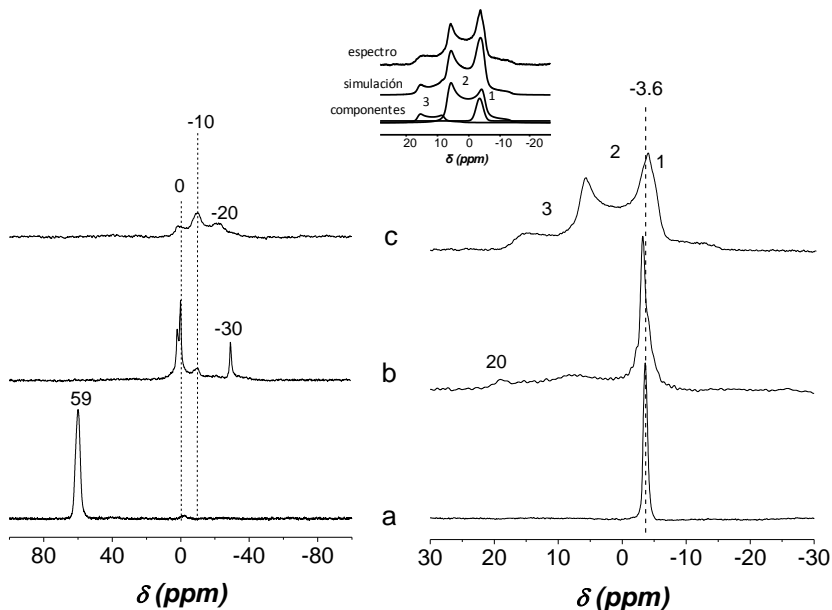 espectro
simulación
componentes
2
1
3
20 10 0 -10 -20
δ (ppm)
-10
0
-20
-30
59
-3.6
2
1
3
20
c
b
a
80 40 0 -40 -80
δ (ppm)
30 20 10 0 -10 -20 -30
δ (ppm)